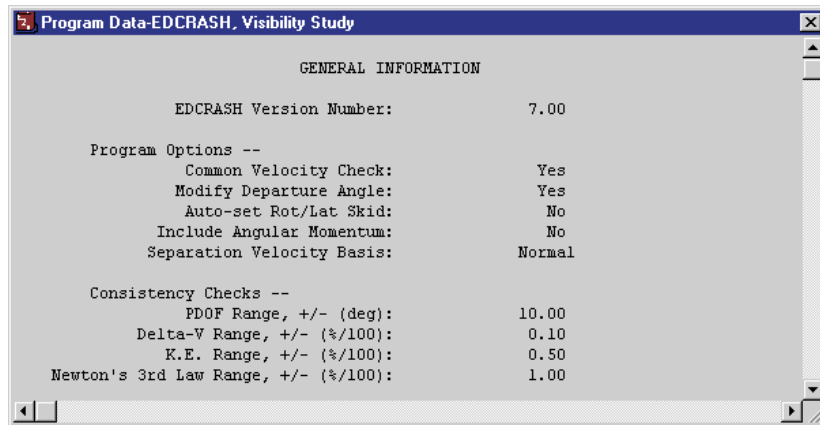 Program Data-EDCRASH, Visibility Study
GENERAL INFORMATION
EDCRASH Version Number: 7.00
Program Options --
Common Velocity Check: Yes
Modify Departure Angle: Yes
Auto-set Rot/Lat Skid: No
Include Angular Momentum: No
Separation Velocity Basis: Normal
Consistency Checks --
PDOF Range, +/- (deg): 10.00
Delta-V Range, +/- (%/100): 0.10
K.E. Range, +/- (%/100): 0.50
Newton's 3rd Law Range, +/- (%/100): 1.00